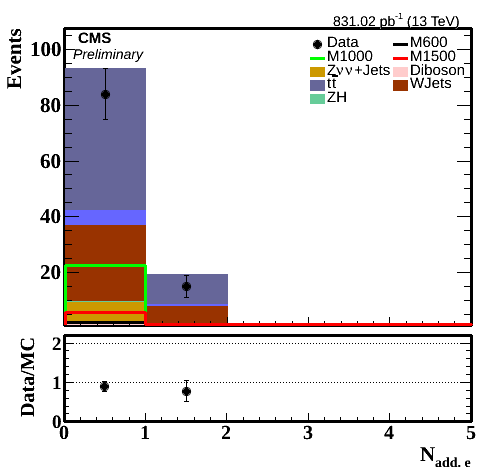 831.02 pb-1 (13 TeV)
CMS
Preliminary
Data
M600
M1000
M1500
Zνν+Jets
Diboson
tt̄
WJets
ZH
Events
100
80
60
40
20
Data/MC
2
1
0
0 1 2 3 4 5
Nadd. e